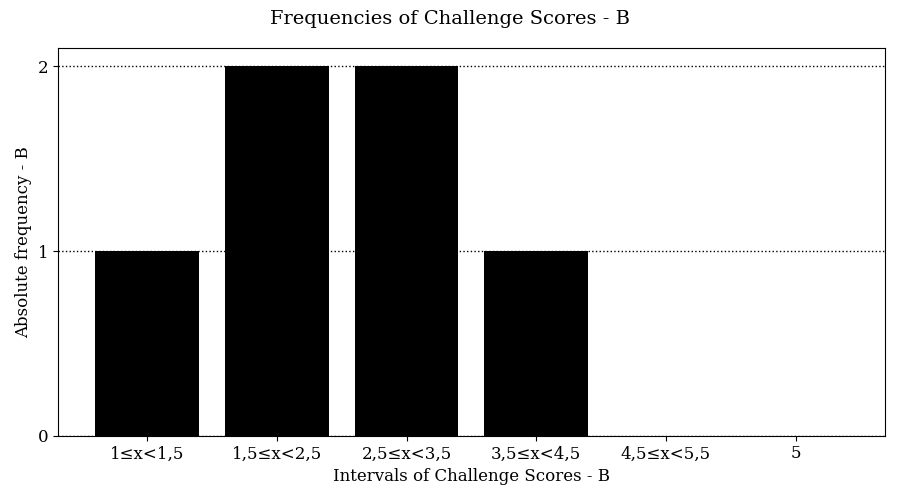 Frequencies of Challenge Scores - B
Absolute frequency - B
2
1
0
1≤x<1,5 1,5≤x<2,5 2,5≤x<3,5 3,5≤x<4,5 4,5≤x<5,5 5
Intervals of Challenge Scores - B